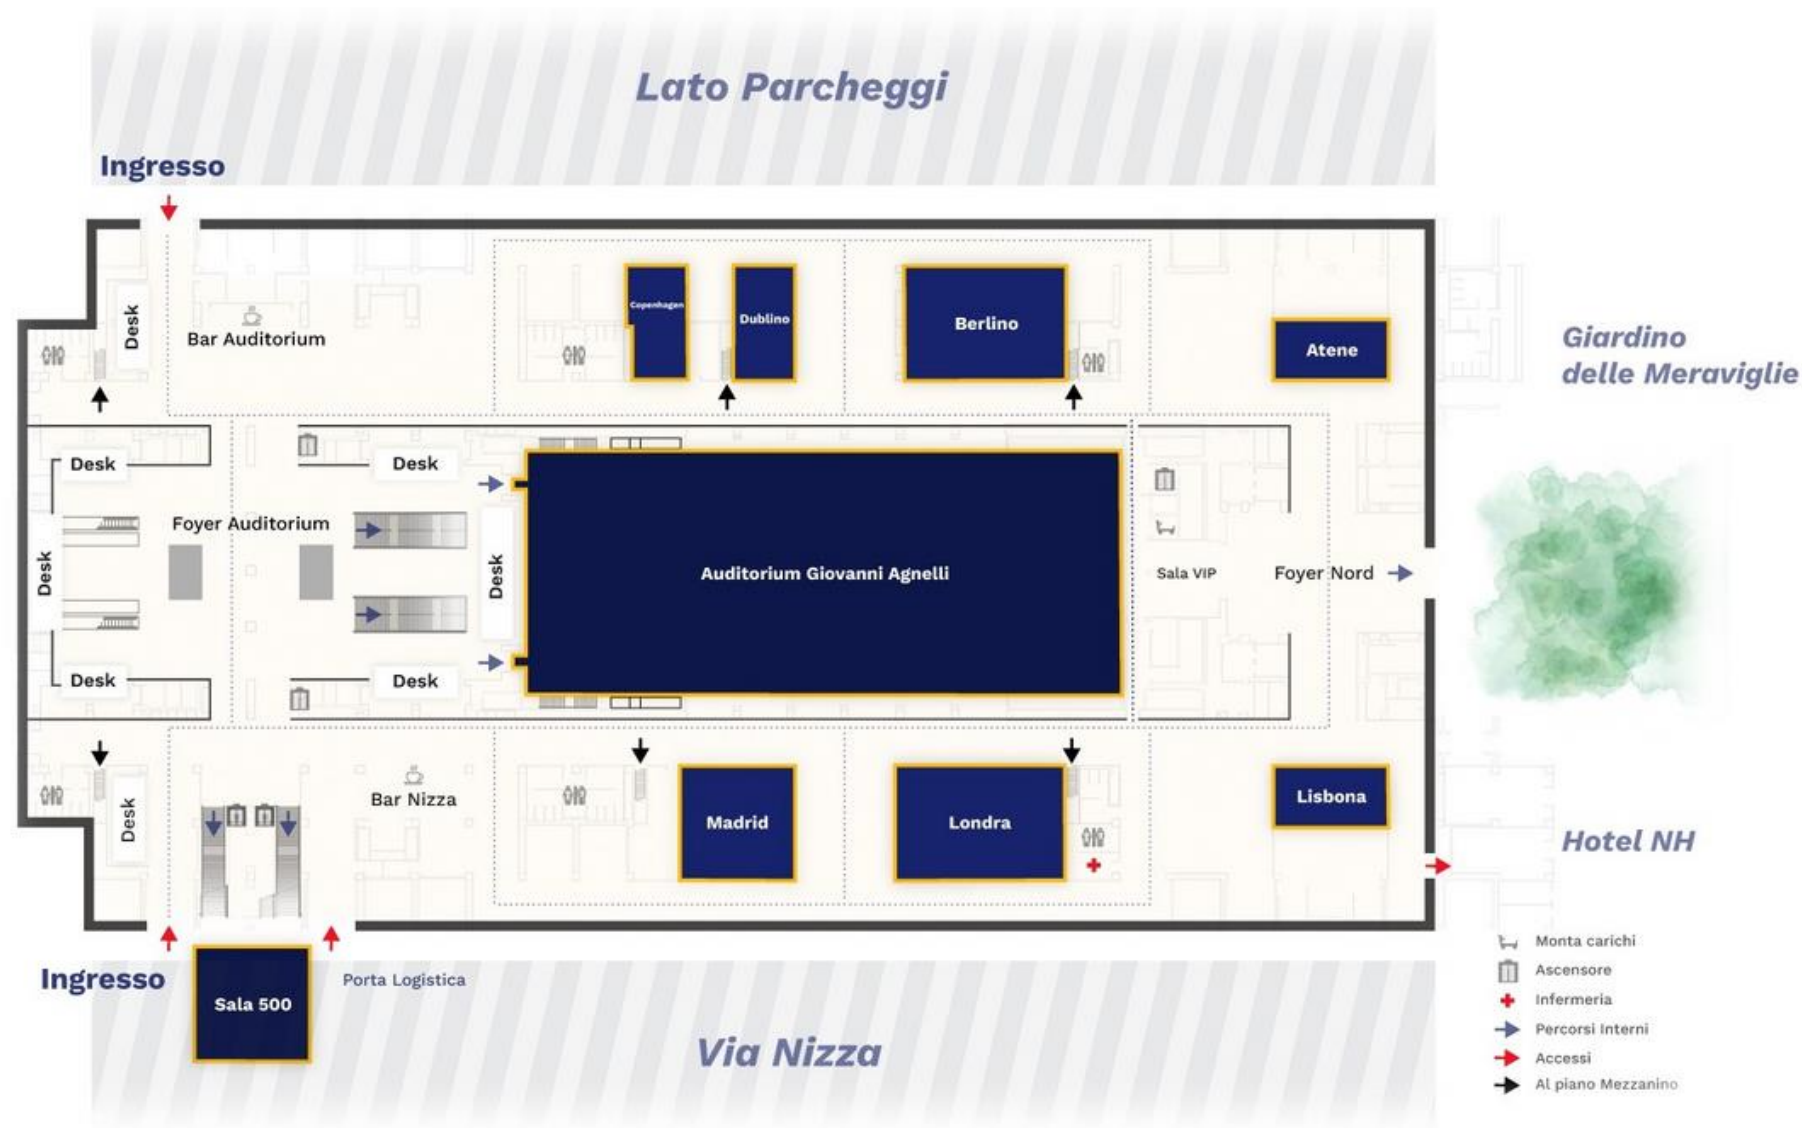 Lato Parcheggi
Ingresso
Desk
Bar Auditorium
Copenhagen
Dublino
Berlino
Atene
Giardino
delle Meraviglie
Desk
Desk
Foyer Auditorium
Desk
Desk
Auditorium Giovanni Agnelli
Sala VIP
Foyer Nord
Desk
Desk
Desk
Bar Nizza
Madrid
Londra
Lisbona
Hotel NH
Ingresso
Sala 500
Porta Logistica
Via Nizza
Monta carichi
Ascensore
Infermeria
Percorsi Interni
Accessi
Al piano Mezzanino